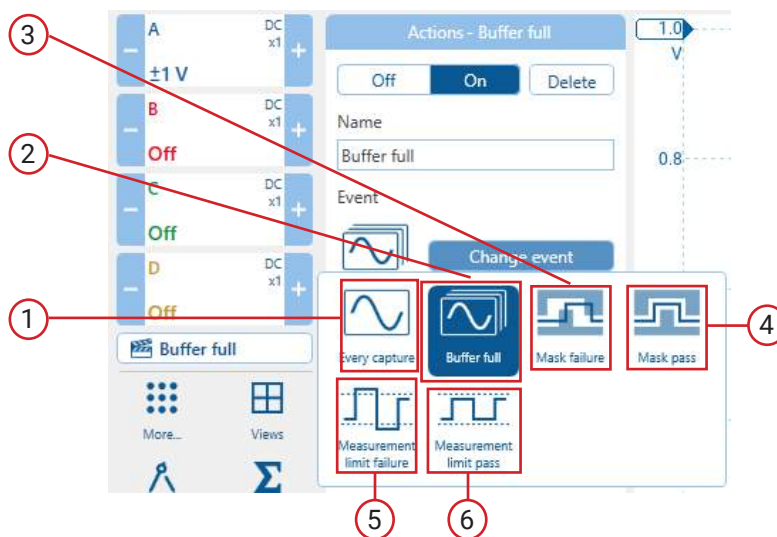 3
2
1
4
5
6
A
DC
x1
±1 V
B
DC
x1
Off
C
DC
x1
Off
D
DC
x1
Off
Buffer full
More...
Views
Actions - Buffer full
Off
On
Delete
Name
Buffer full
Event
Change event
Every capture
Buffer full
Mask failure
Mask pass
Measurement
limit failure
Measurement
limit pass
1.0
V
0.8